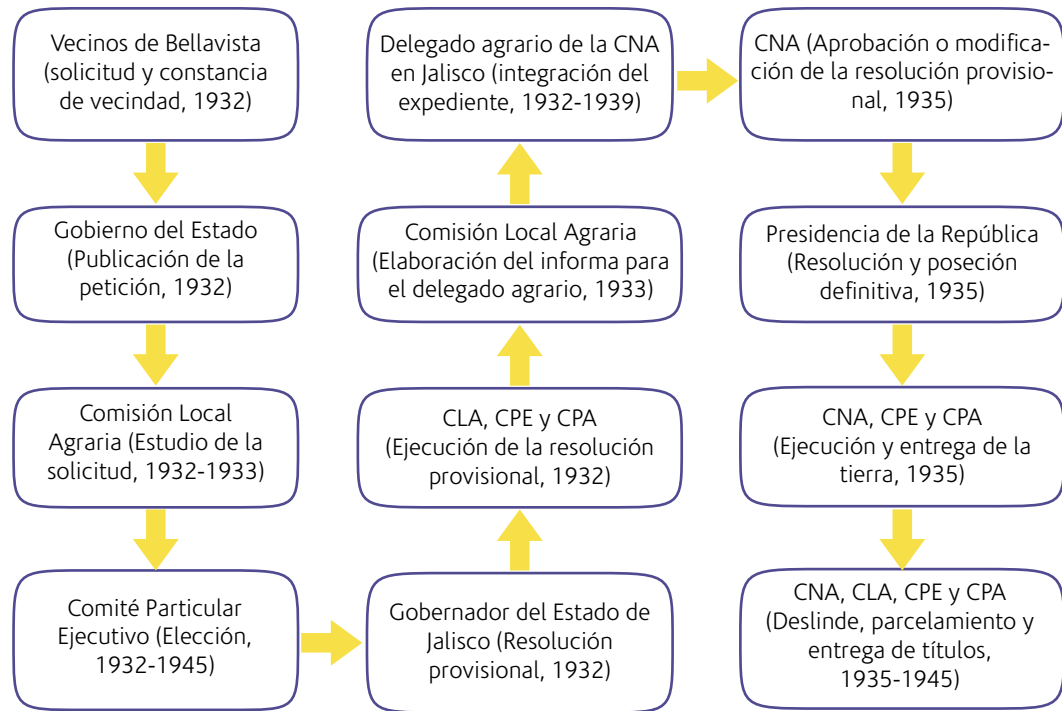 Vecinos de Bellavista
(solicitud y constancia
de vecindad, 1932)
Gobierno del Estado
(Publicación de la
petición, 1932)
Comisión Local
Agraria (Estudio de la
solicitud, 1932-1933)
Comité Particular
Ejecutivo (Elección,
1932-1945)
Gobernador del Estado de
Jalisco (Resolución
provisional, 1932)
CLA, CPE y CPA
(Ejecución de la resolución
provisional, 1932)
Comisión Local Agraria
(Elaboración del informa para
el delegado agrario, 1933)
Delegado agrario de la CNA
en Jalisco (integración del
expediente, 1932-1939)
CNA (Aprobación o modifica-
ción de la resolución provisio-
nal, 1935)
Presidencia de la República
(Resolución y poseción
definitiva, 1935)
CNA, CPE y CPA
(Ejecución y entrega de la
tierra, 1935)
CNA, CLA, CPE y CPA
(Deslinde, parcelamiento y
entrega de títulos,
1935-1945)